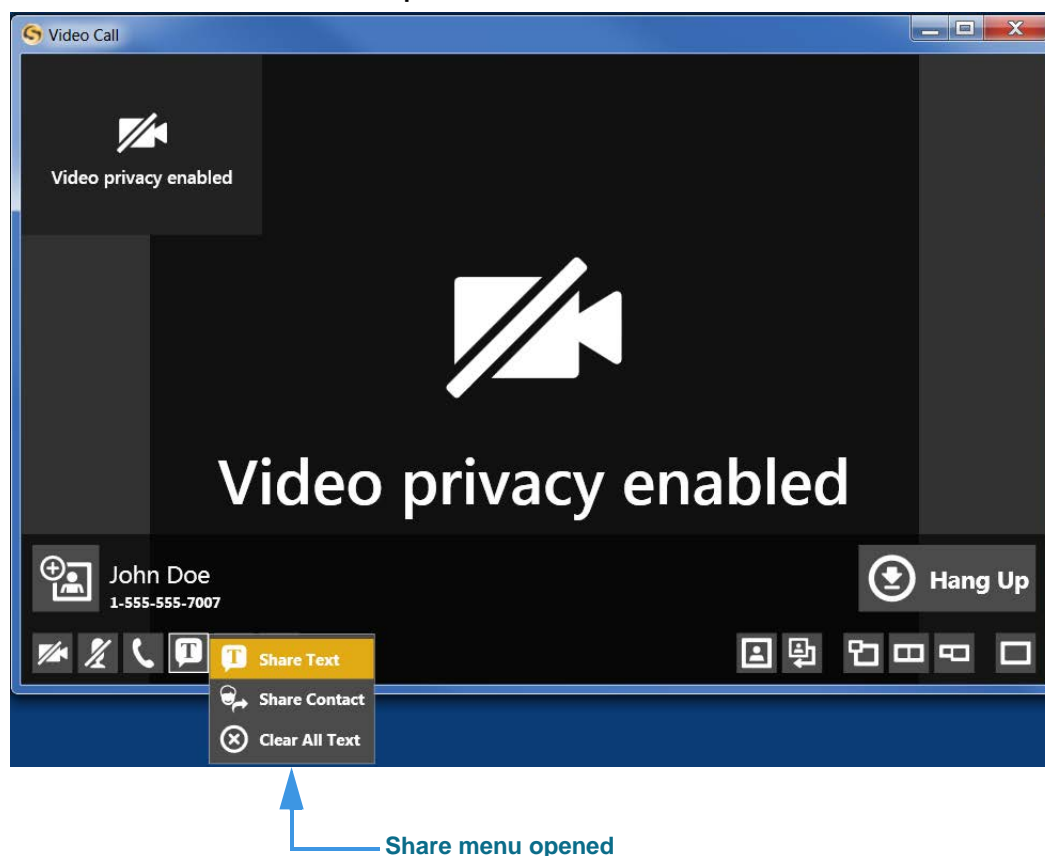 Video Call
Video privacy enabled
Video privacy enabled
John Doe
1-555-555-7007
Hang Up
T
T Share Text
Share Contact
Clear All Text
Share menu opened